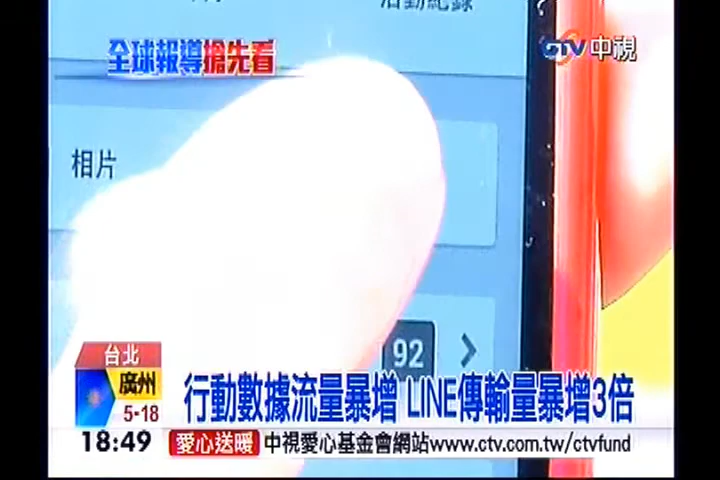 活動紀錄
全球報導搶先看
CTV中視
相片
92
台北
廣州
5-18
行動數據流量暴增 LINE傳輸量暴增3倍
18:49
愛心送暖 中視愛心基金會網站www.ctv.com.tw/ctvfund